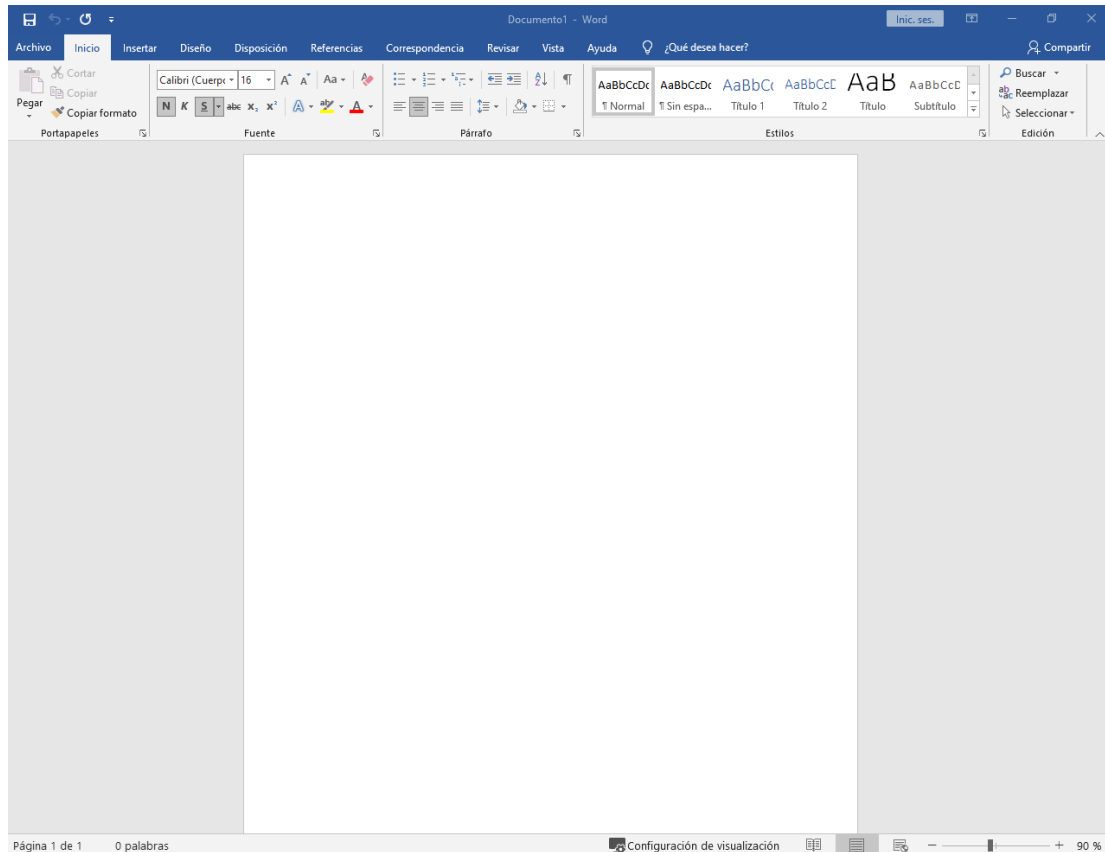 Documento1 - Word
Inic. ses.
Archivo Inicio Insertar Diseño Disposición Referencias Correspondencia Revisar Vista Ayuda ¿Qué desea hacer? Compartir
Pegar
Cortar
Copiar
Copiar formato
Portapapeles
Calibri (Cuerpo 16 A A Aa
N K S abc x₂ x² A aby A
Fuente
Párrafo
AaBbCcDc AaBbCcDc AaBbCc AaBbCcC AaB AaBbCcC
¶ Normal ¶ Sin espa... Título 1 Título 2 Título Subtítulo
Estilos
Buscar
Reemplazar
Seleccionar
Edición
Página 1 de 1 0 palabras Configuración de visualización 90 %